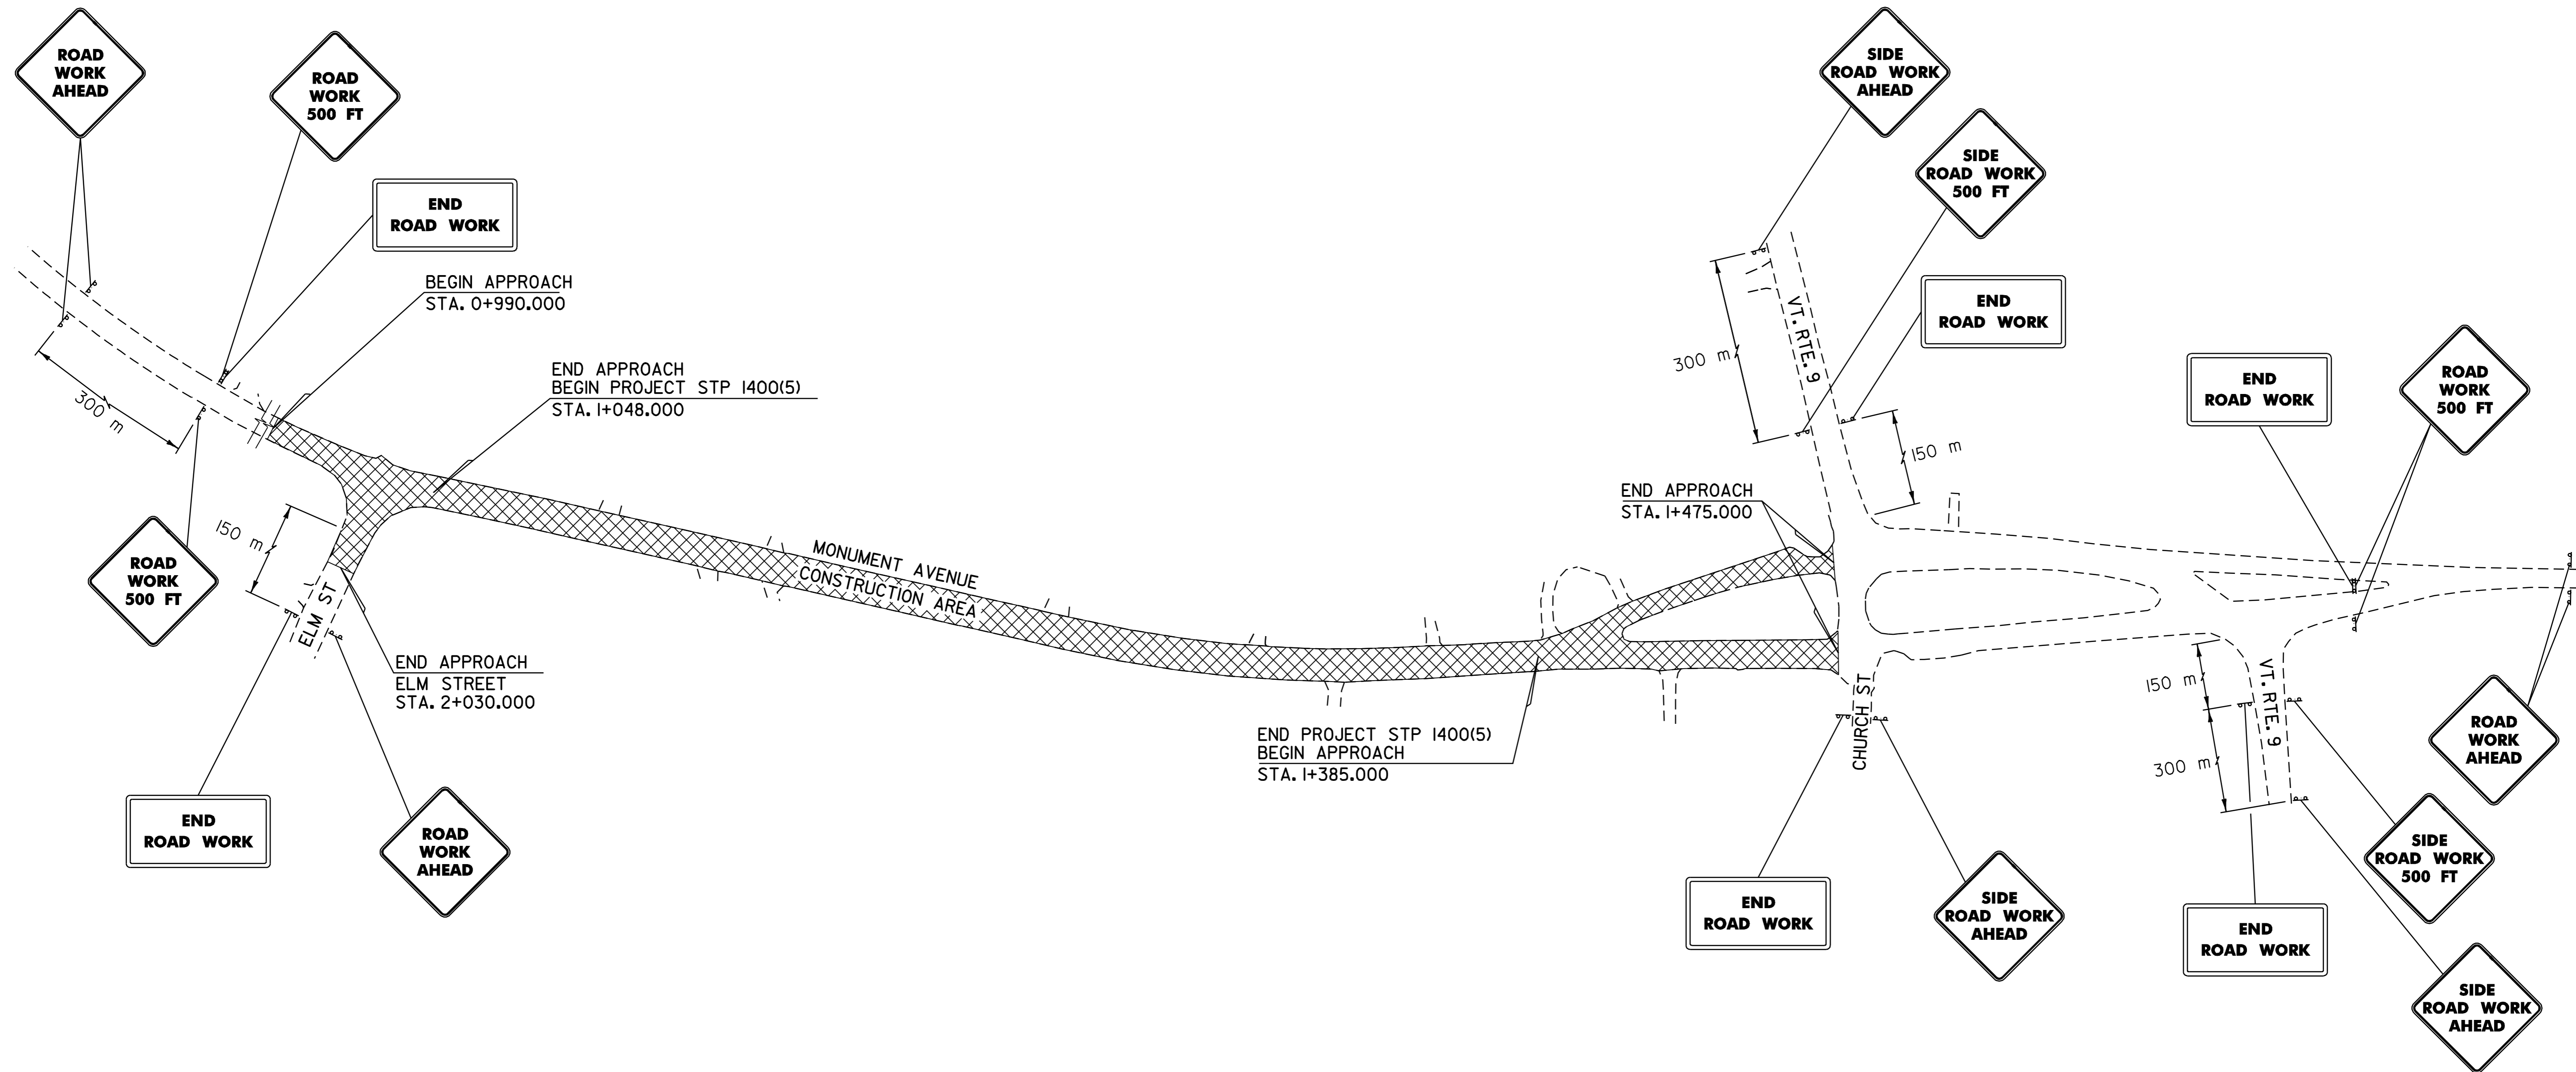 ROAD
WORK
AHEAD
ROAD
WORK
500 FT
END
ROAD WORK
BEGIN APPROACH
STA. 0+990.000
END APPROACH
BEGIN PROJECT STP 1400(5)
STA. 1+048.000
300 m
ROAD
WORK
500 FT
150 m
ELM ST
END APPROACH
ELM STREET
STA. 2+030.000
END
ROAD WORK
ROAD
WORK
AHEAD
MONUMENT AVENUE
CONSTRUCTION AREA
END PROJECT STP 1400(5)
BEGIN APPROACH
STA. 1+385.000
SIDE
ROAD WORK
AHEAD
SIDE
ROAD WORK
500 FT
END
ROAD WORK
300 m
VT. RTE. 9
150 m
END APPROACH
STA. 1+475.000
CHURCH ST
END
ROAD WORK
SIDE
ROAD WORK
AHEAD
END
ROAD WORK
ROAD
WORK
500 FT
150 m
300 m
VT. RTE. 9
ROAD
WORK
AHEAD
SIDE
ROAD WORK
500 FT
END
ROAD WORK
SIDE
ROAD WORK
AHEAD